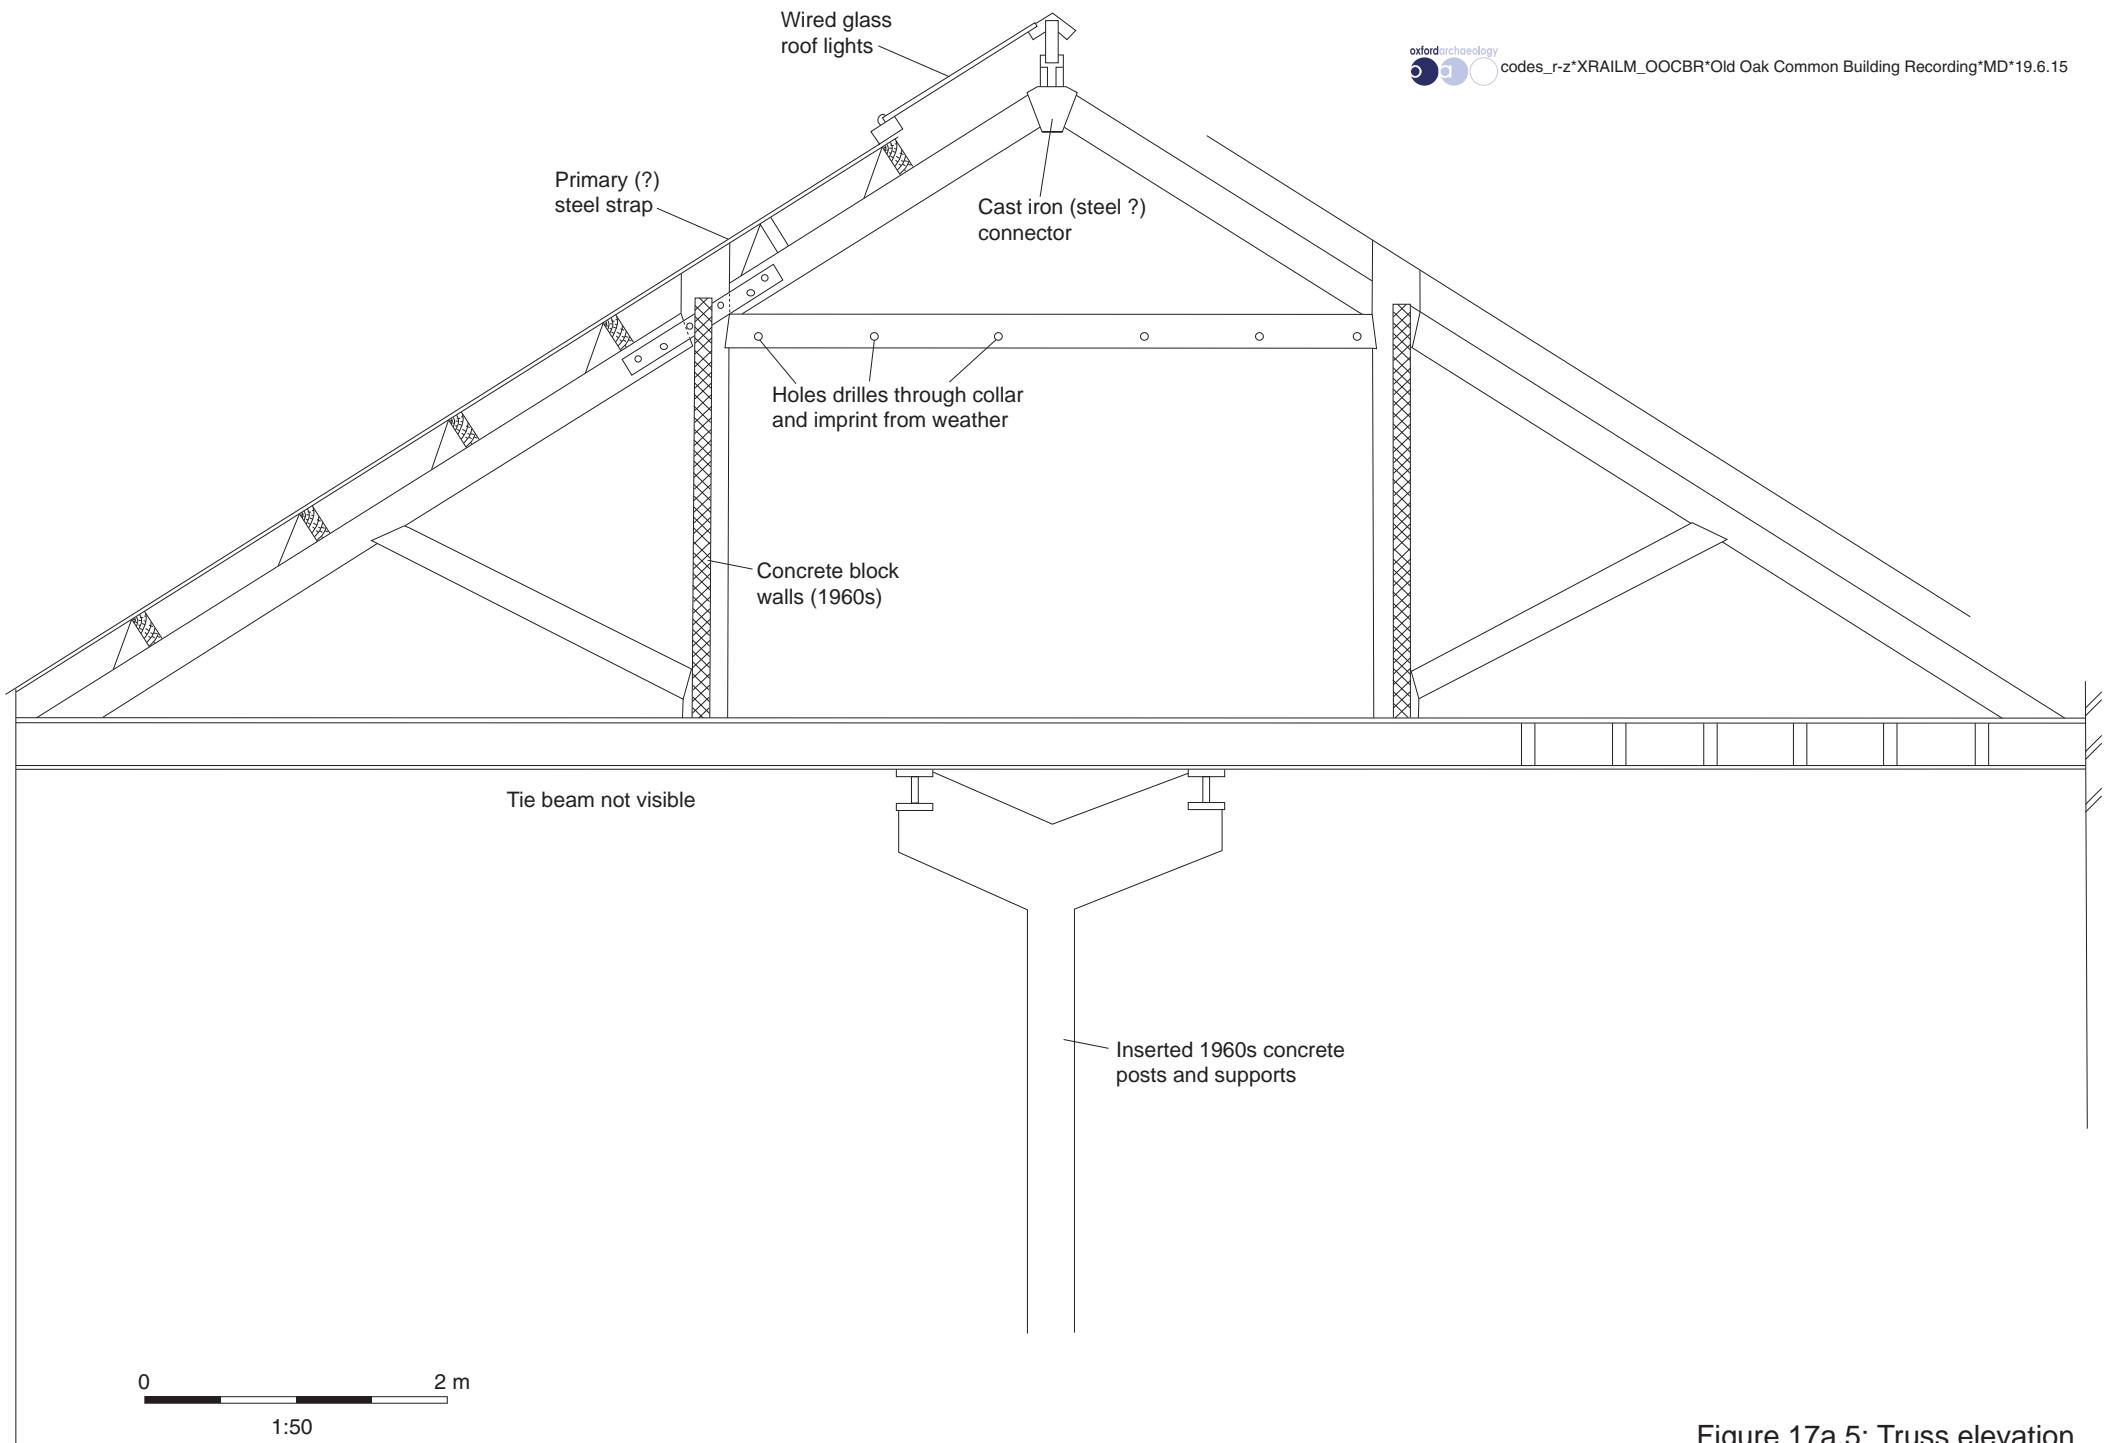 Wired glass
roof lights
oxfordarchaeology
oa
codes_r-z*XRAILM_OOCBR*Old Oak Common Building Recording*MD*19.6.15
Primary (?)
steel strap
Cast iron (steel ?)
connector
Holes drilles through collar
and imprint from weather
Concrete block
walls (1960s)
Tie beam not visible
Inserted 1960s concrete
posts and supports
0 2 m
1:50
Figure 17a.5: Truss elevation